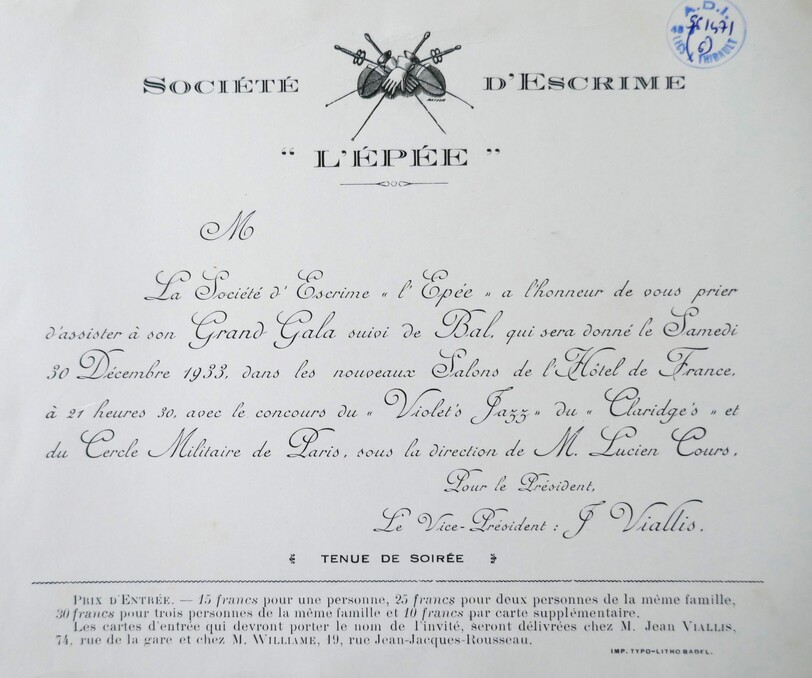 A.D.I.
SC 1471
(6)
THIBAULT
SOCIÉTÉ D'ESCRIME
“ L'ÉPÉE ”
M
La Société d' Escrime « l' Epée » a l'honneur de vous prier
d'assister à son Grand Gala suivi de Bal, qui sera donné le Samedi
30 Décembre 1933, dans les nouveaux Salons de l'Hôtel de France,
à 21 heures 30, avec le concours du « Violet's Jazz » du « Claridge's » et
du Cercle Militaire de Paris, sous la direction de M. Lucien Cours.
Pour le Président,
Le Vice-Président : J Viallis.
TENUE DE SOIRÉE
PRIX D'ENTRÉE. — 15 francs pour une personne, 25 francs pour deux personnes de la même famille,
30 francs pour trois personnes de la même famille et 10 francs par carte supplémentaire.
Les cartes d'entrée qui devront porter le nom de l'invité, seront délivrées chez M. Jean VIALLIS,
74, rue de la gare et chez M. WILLIAME, 19, rue Jean-Jacques-Rousseau.
IMP. TYPO-LITHO BADEL.